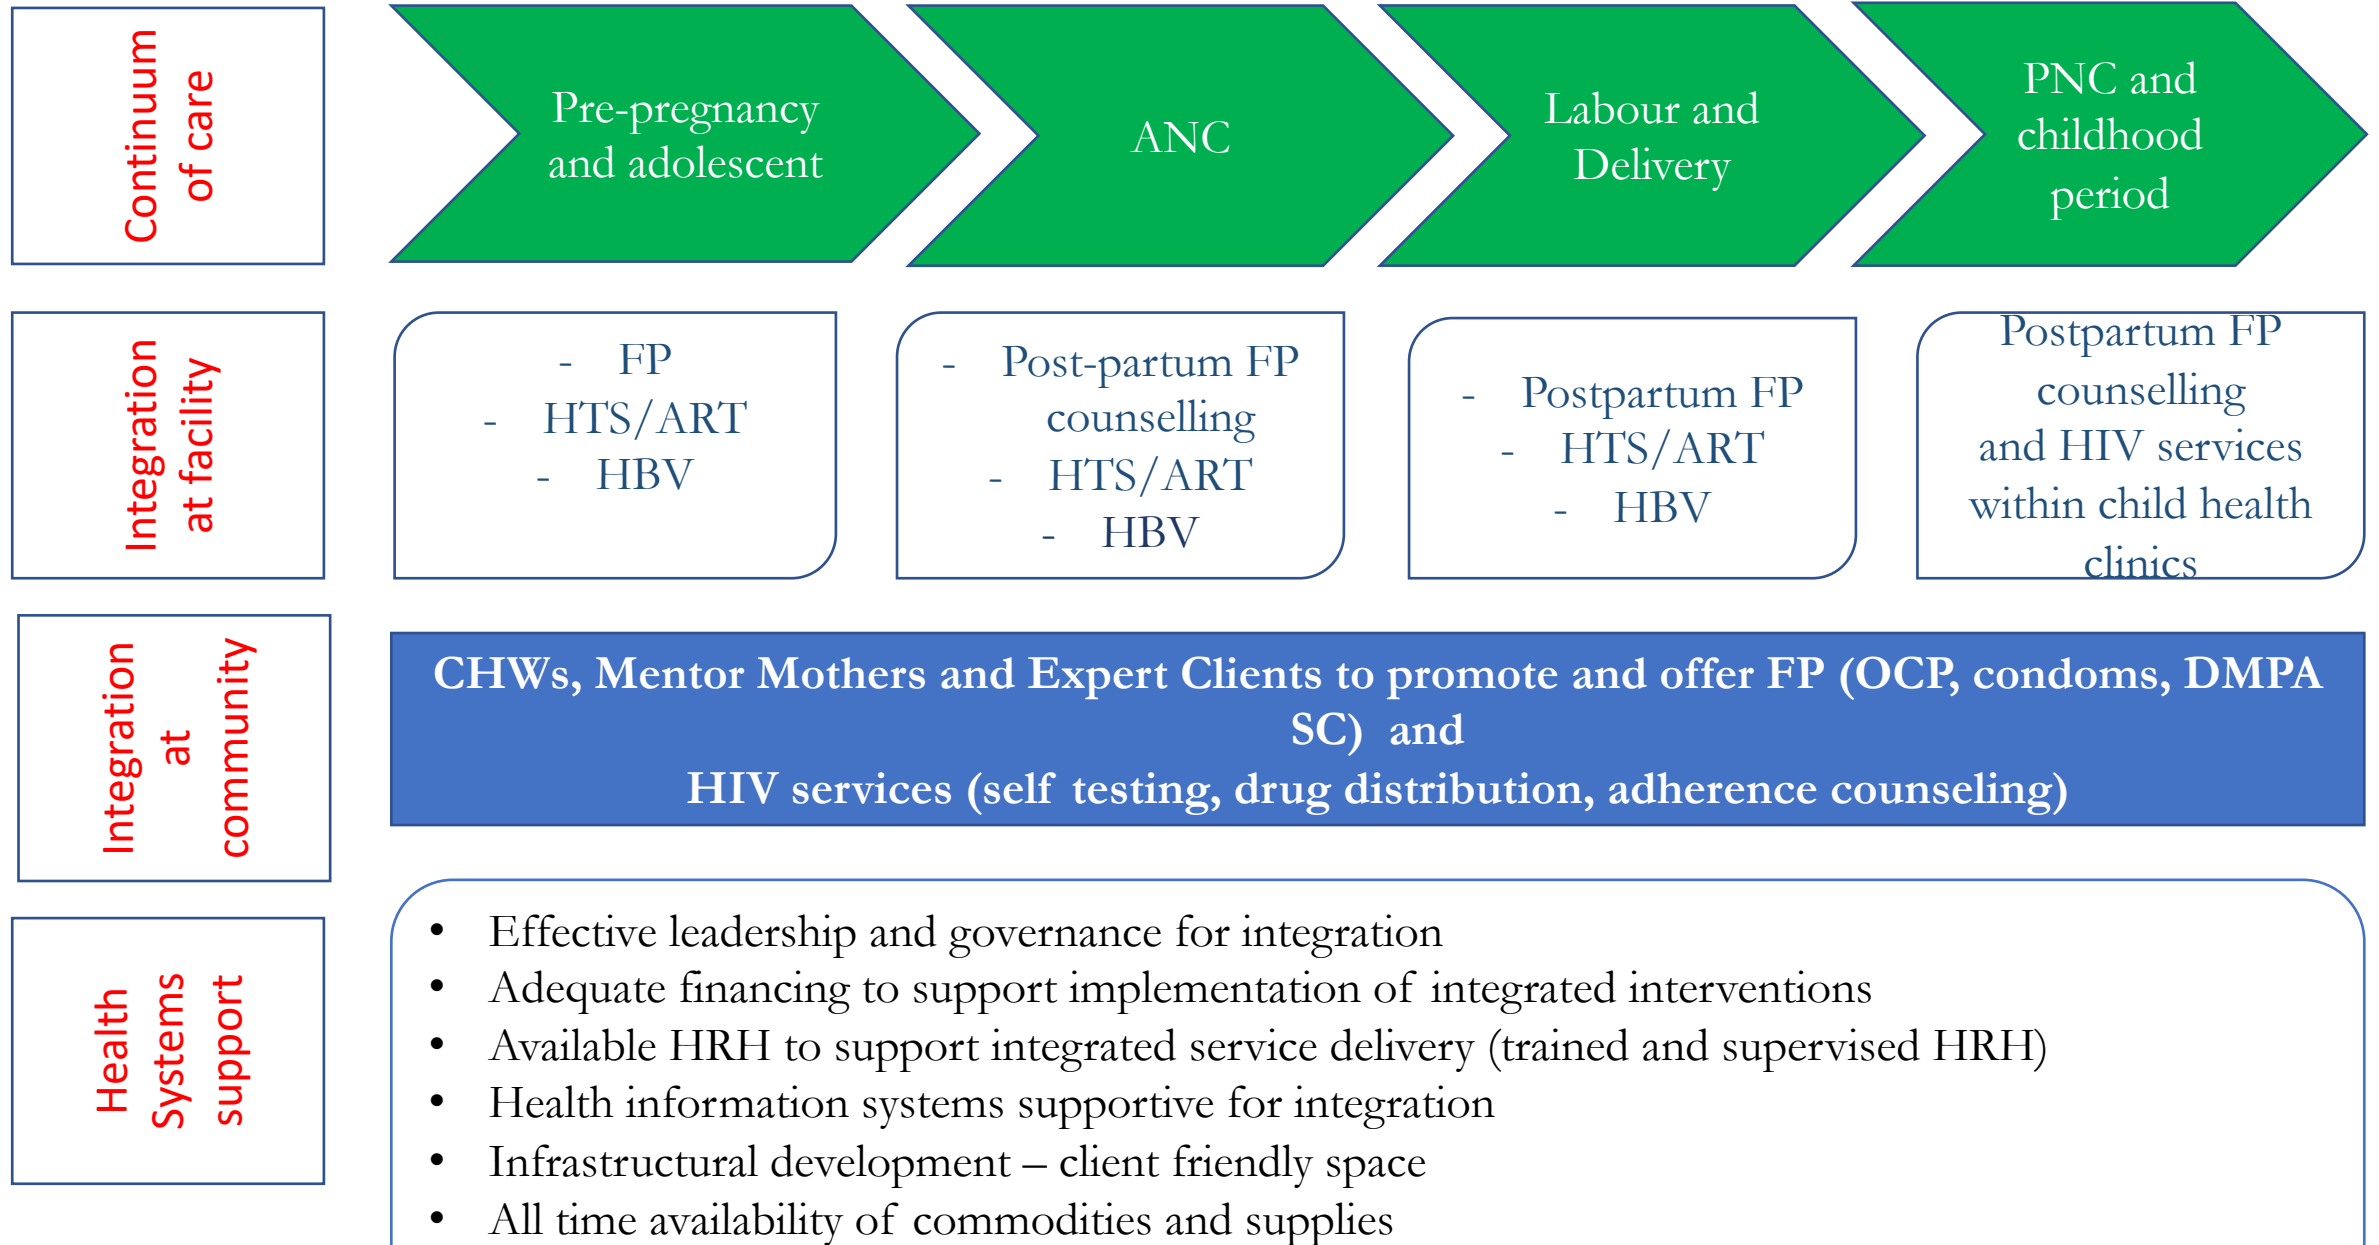 Continuum
of care
Pre-pregnancy
and adolescent
ANC
Labour and
Delivery
PNC and
childhood
period
Integration
at facility
- FP
- HTS/ART
- HBV
- Post-partum FP
counselling
- HTS/ART
- HBV
- Postpartum FP
- HTS/ART
- HBV
Postpartum FP
counselling
and HIV services
within child health
clinics
Integration
at
community
CHWs, Mentor Mothers and Expert Clients to promote and offer FP (OCP, condoms, DMPA
SC) and
HIV services (self testing, drug distribution, adherence counseling)
Health
Systems
support
• Effective leadership and governance for integration
• Adequate financing to support implementation of integrated interventions
• Available HRH to support integrated service delivery (trained and supervised HRH)
• Health information systems supportive for integration
• Infrastructural development – client friendly space
• All time availability of commodities and supplies